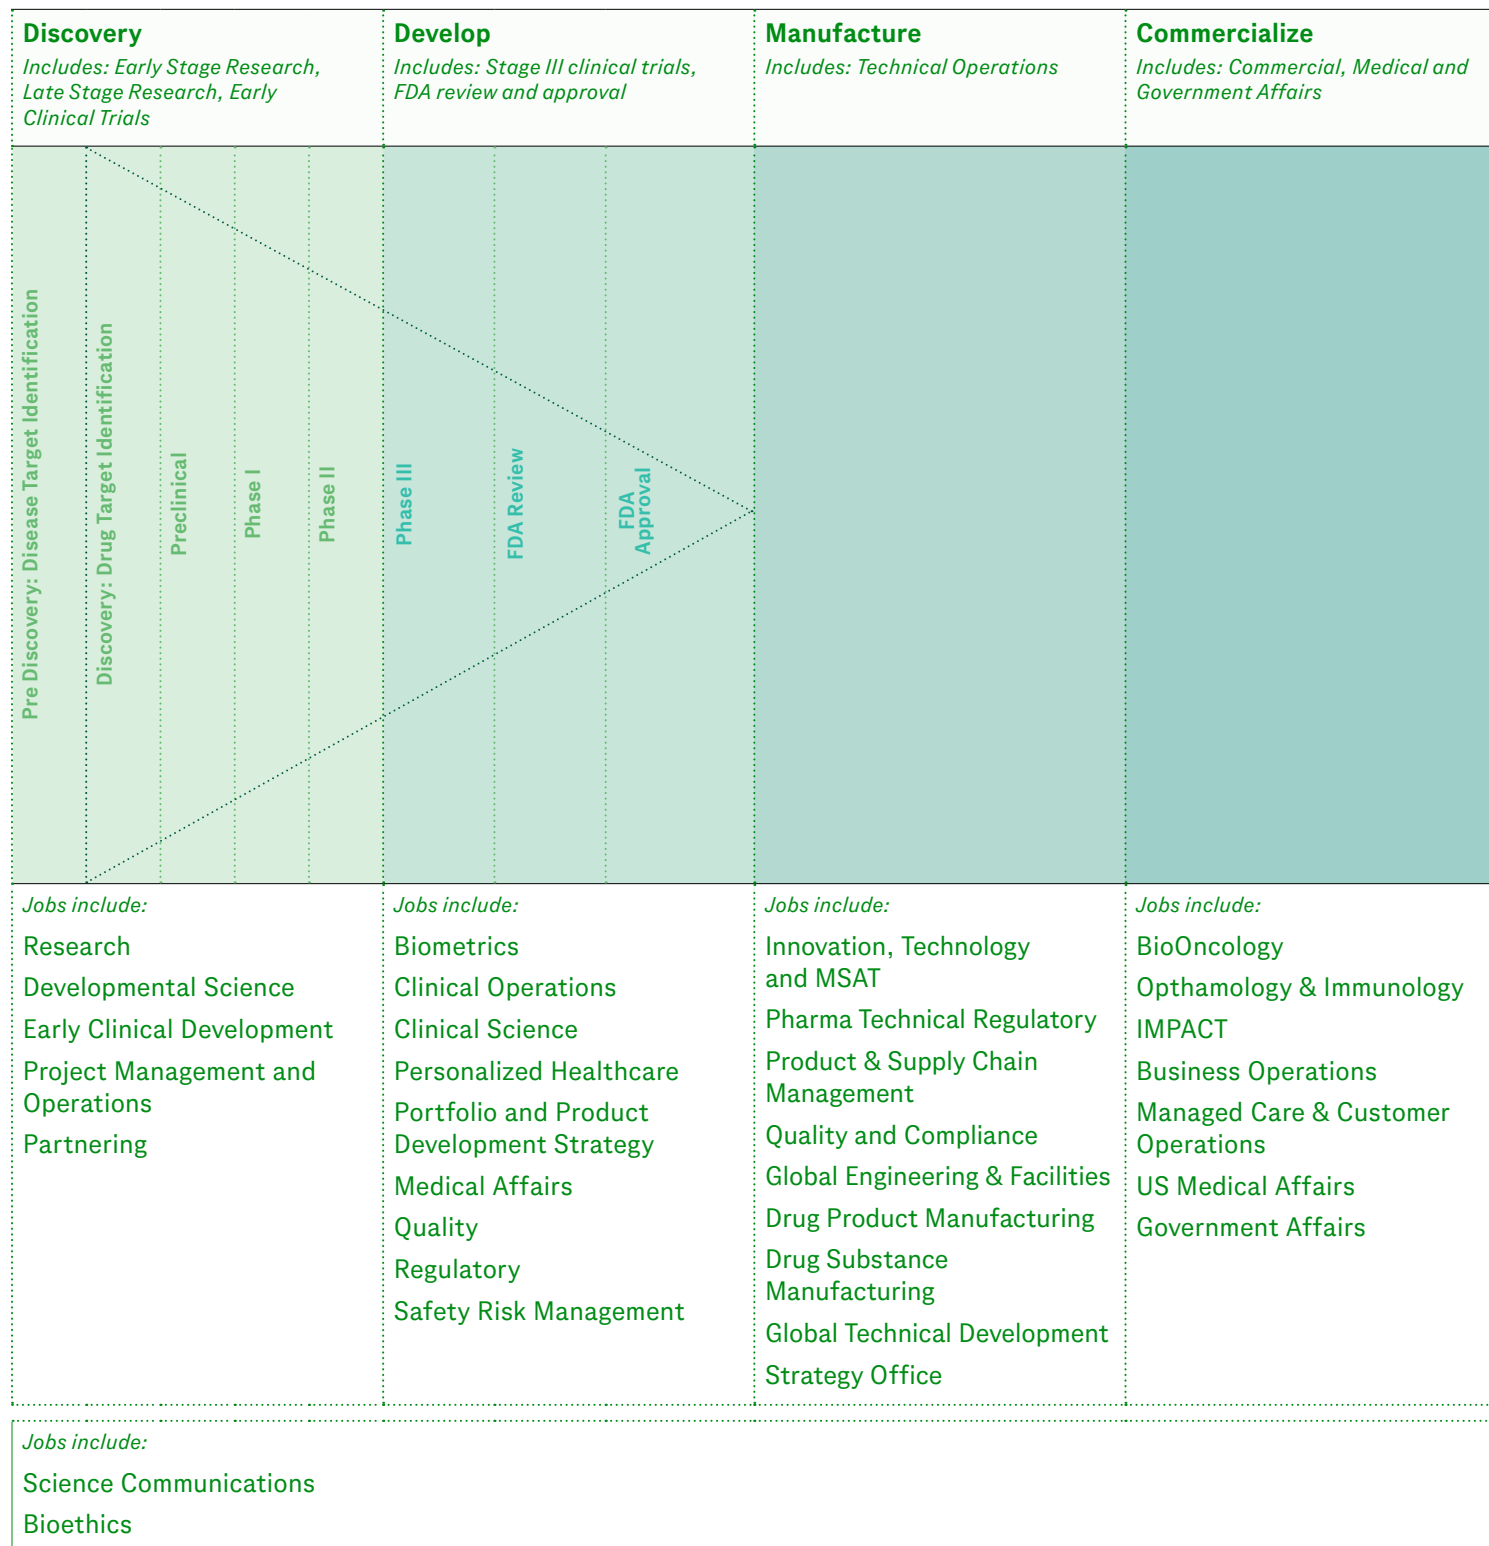 Discovery
Includes: Early Stage Research,
Late Stage Research, Early
Clinical Trials
Develop
Includes: Stage III clinical trials,
FDA review and approval
Manufacture
Includes: Technical Operations
Commercialize
Includes: Commercial, Medical and
Government Affairs
Pre Discovery: Disease Target Identification
Discovery: Drug Target Identification
Preclinical
Phase I
Phase II
Phase III
FDA Review
FDA
Approval
Jobs include:
Research
Developmental Science
Early Clinical Development
Project Management and
Operations
Partnering
Jobs include:
Biometrics
Clinical Operations
Clinical Science
Personalized Healthcare
Portfolio and Product
Development Strategy
Medical Affairs
Quality
Regulatory
Safety Risk Management
Jobs include:
Innovation, Technology
and MSAT
Pharma Technical Regulatory
Product & Supply Chain
Management
Quality and Compliance
Global Engineering & Facilities
Drug Product Manufacturing
Drug Substance
Manufacturing
Global Technical Development
Strategy Office
Jobs include:
BioOncology
Opthamology & Immunology
IMPACT
Business Operations
Managed Care & Customer
Operations
US Medical Affairs
Government Affairs
Jobs include:
Science Communications
Bioethics